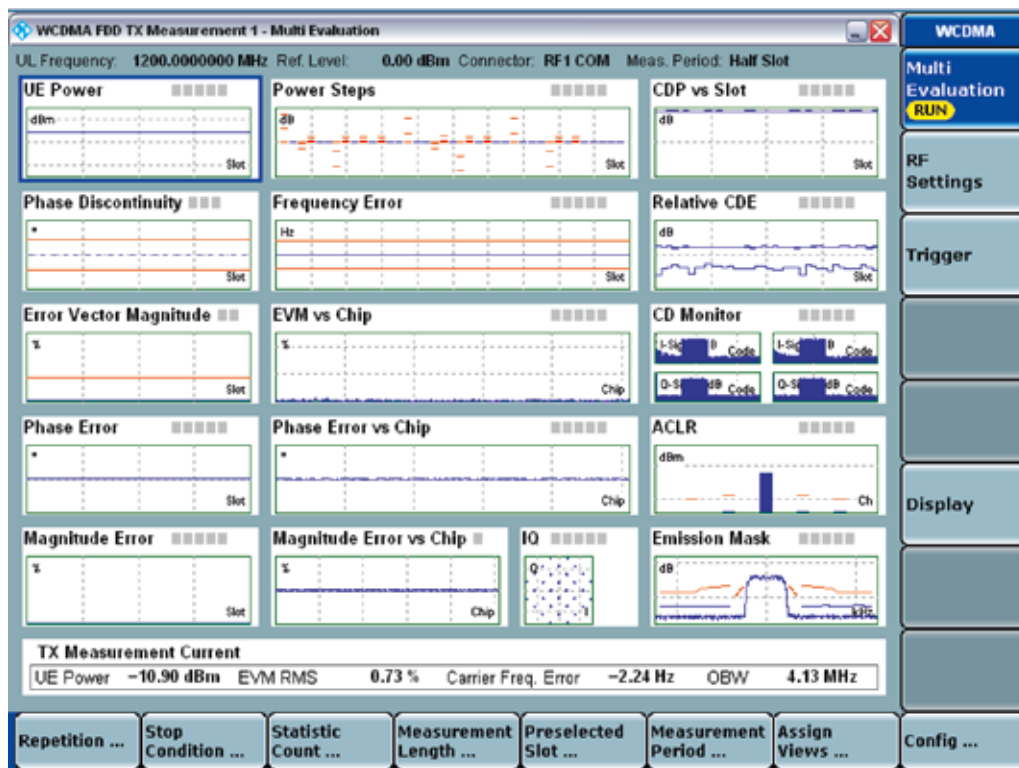 WCDMA FDD TX Measurement 1 - Multi Evaluation
UL Frequency: 1200.0000000 MHz Ref. Level: 0.00 dBm Connector: RF1 COM Meas. Period: Half Slot
UE Power
dBm
Slot
Power Steps
dB
Slot
CDP vs Slot
dB
Slot
Phase Discontinuity
°
Slot
Frequency Error
Hz
Slot
Relative CDE
dB
Slot
Error Vector Magnitude
%
Slot
EVM vs Chip
%
Chip
CD Monitor
Code
Code
Code
Code
Phase Error
°
Slot
Phase Error vs Chip
°
Chip
ACLR
dBm
Ch
Magnitude Error
%
Slot
Magnitude Error vs Chip
%
Chip
IQ
Q
I
Emission Mask
dB
kHz
TX Measurement Current
UE Power -10.90 dBm EVM RMS 0.73 % Carrier Freq. Error -2.24 Hz OBW 4.13 MHz
WCDMA
Multi
Evaluation
RUN
RF
Settings
Trigger
Display
Repetition ...
Stop
Condition ...
Statistic
Count ...
Measurement
Length ...
Preselected
Slot ...
Measurement
Period ...
Assign
Views ...
Config ...